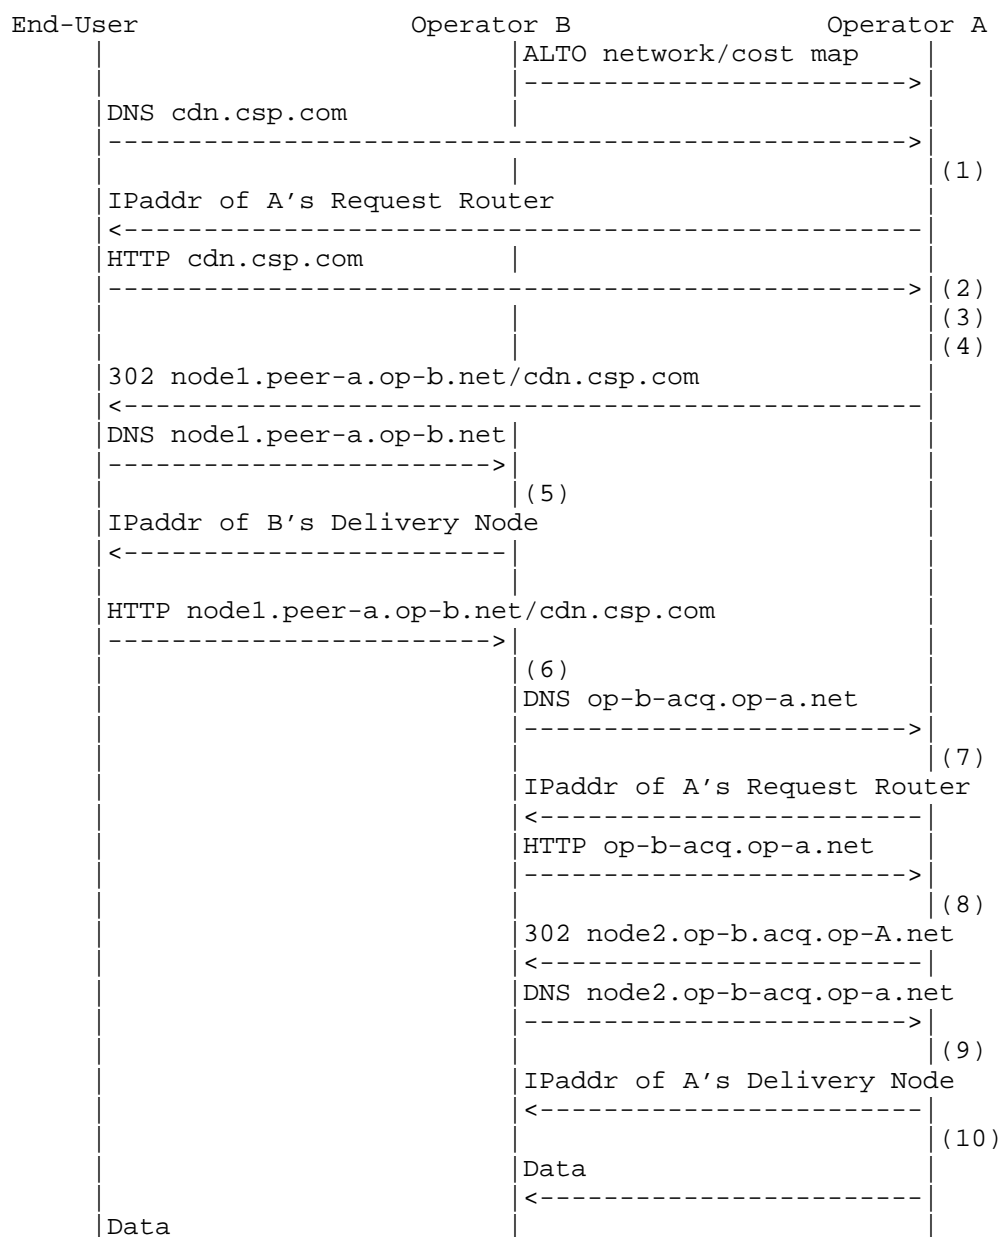 End-User Operator B Operator A
ALTO network/cost map
DNS cdn.csp.com
(1)
IPaddr of A's Request Router
HTTP cdn.csp.com
(2)
(3)
(4)
302 node1.peer-a.op-b.net/cdn.csp.com
DNS node1.peer-a.op-b.net
(5)
IPaddr of B's Delivery Node
HTTP node1.peer-a.op-b.net/cdn.csp.com
(6)
DNS op-b-acq.op-a.net
(7)
IPaddr of A's Request Router
HTTP op-b-acq.op-a.net
(8)
302 node2.op-b.acq.op-A.net
DNS node2.op-b-acq.op-a.net
(9)
IPaddr of A's Delivery Node
(10)
Data
Data